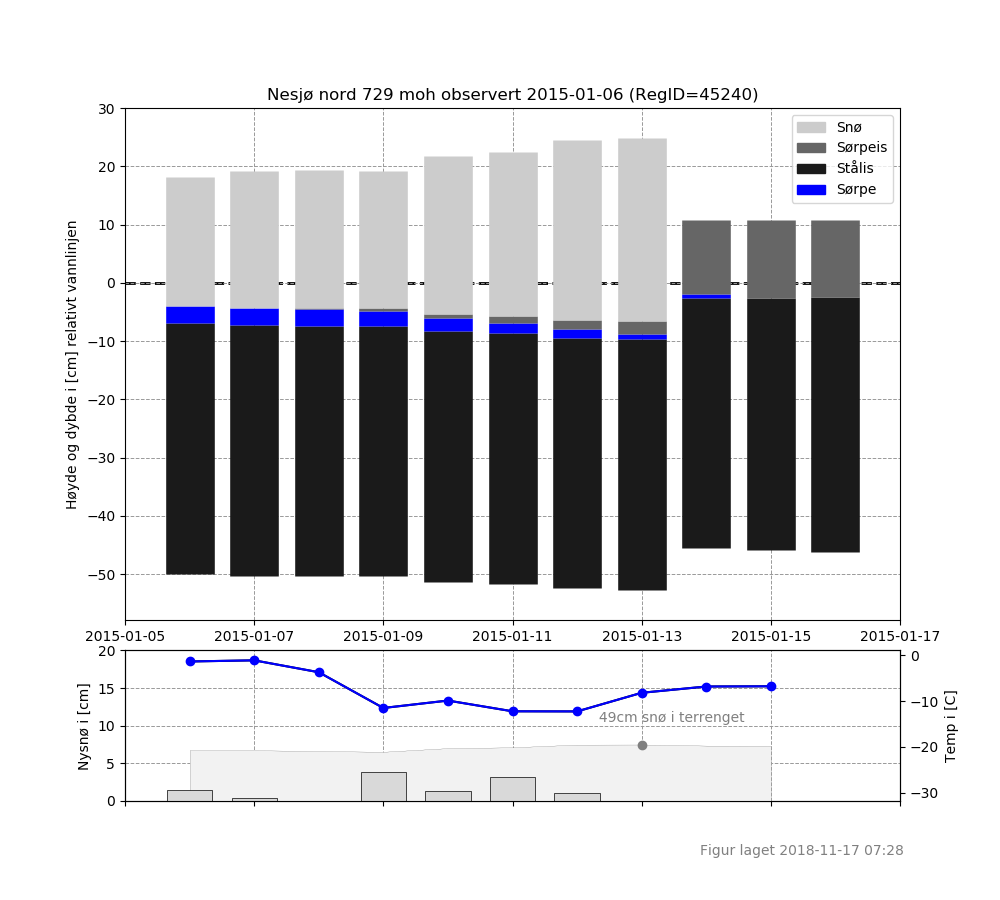 Nesjø nord 729 moh observert 2015-01-06 (RegID=45240)
Høyde og dybde i [cm] relativt vannlinjen
30
20
10
0
−10
−20
−30
−40
−50
Snø
Sørpeis
Stålis
Sørpe
2015-01-05 2015-01-07 2015-01-09 2015-01-11 2015-01-13 2015-01-15 2015-01-17
Nysnø i [cm]
20
15
10
5
0
49cm snø i terrenget
0
−10
−20
−30
Temp i [C]
Figur laget 2018-11-17 07:28